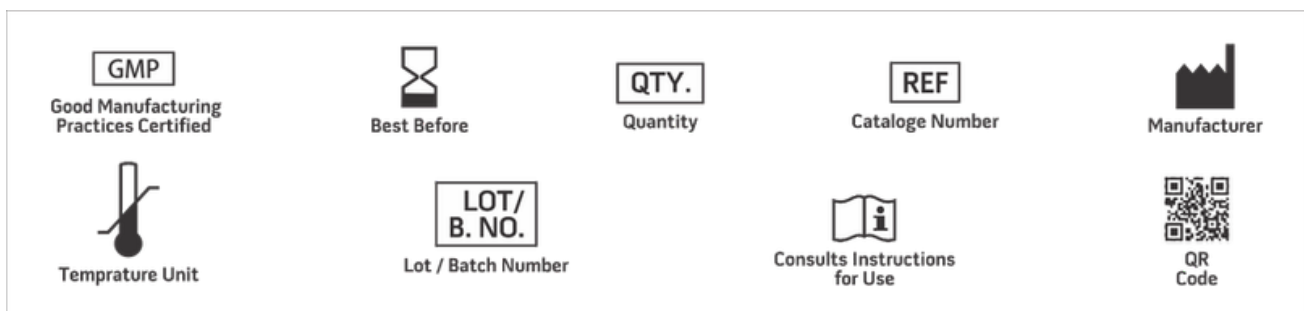 GMP
Good Manufacturing
Practices Certified
Best Before
QTY.
Quantity
REF
Cataloge Number
Manufacturer
Temprature Unit
LOT/
B. NO.
Lot / Batch Number
i
Consults Instructions
for Use
QR
Code